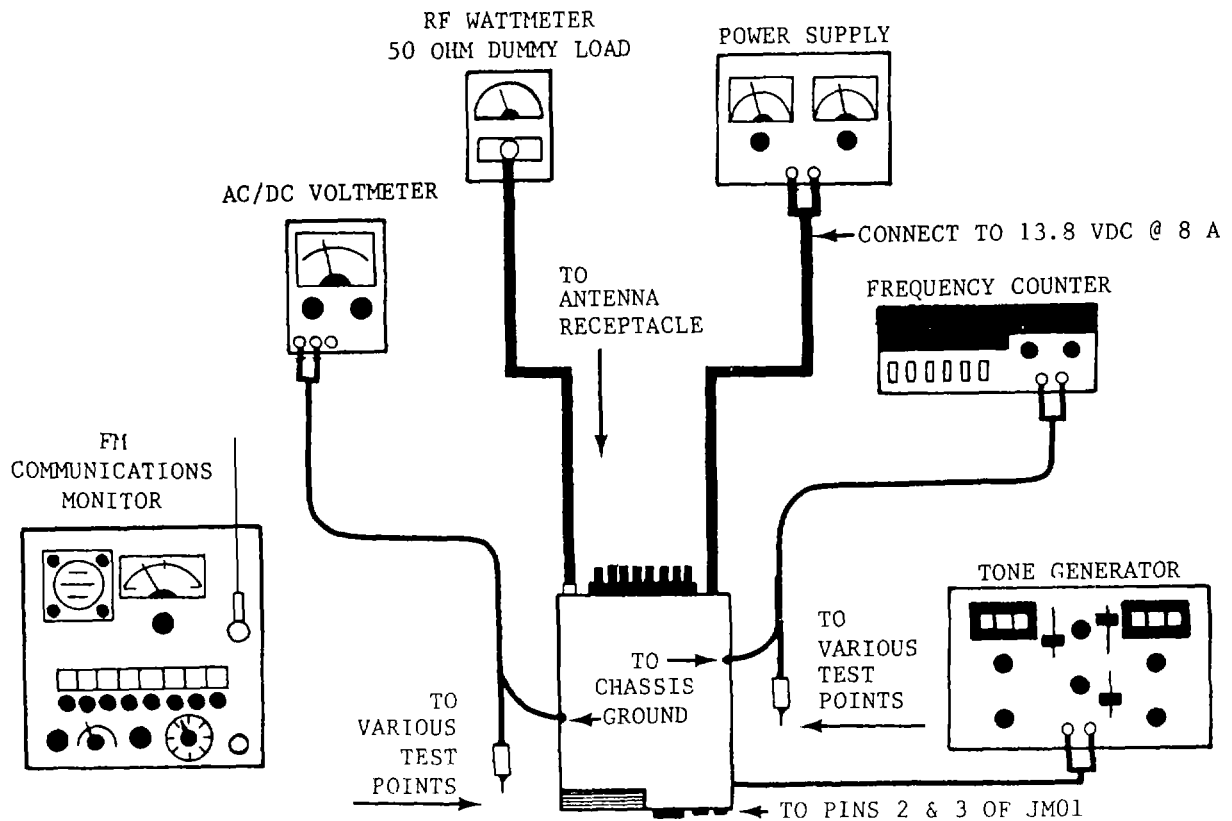 RF WATTMETER
50 OHM DUMMY LOAD
POWER SUPPLY
AC/DC VOLTMETER
CONNECT TO 13.8 VDC @ 8 A
TO
ANTENNA
RECEPTACLE
FREQUENCY COUNTER
FM
COMMUNICATIONS
MONITOR
TONE GENERATOR
TO
CHASSIS
GROUND
TO
VARIOUS
TEST
POINTS
TO
VARIOUS
TEST
POINTS
TO PINS 2 & 3 OF JM01